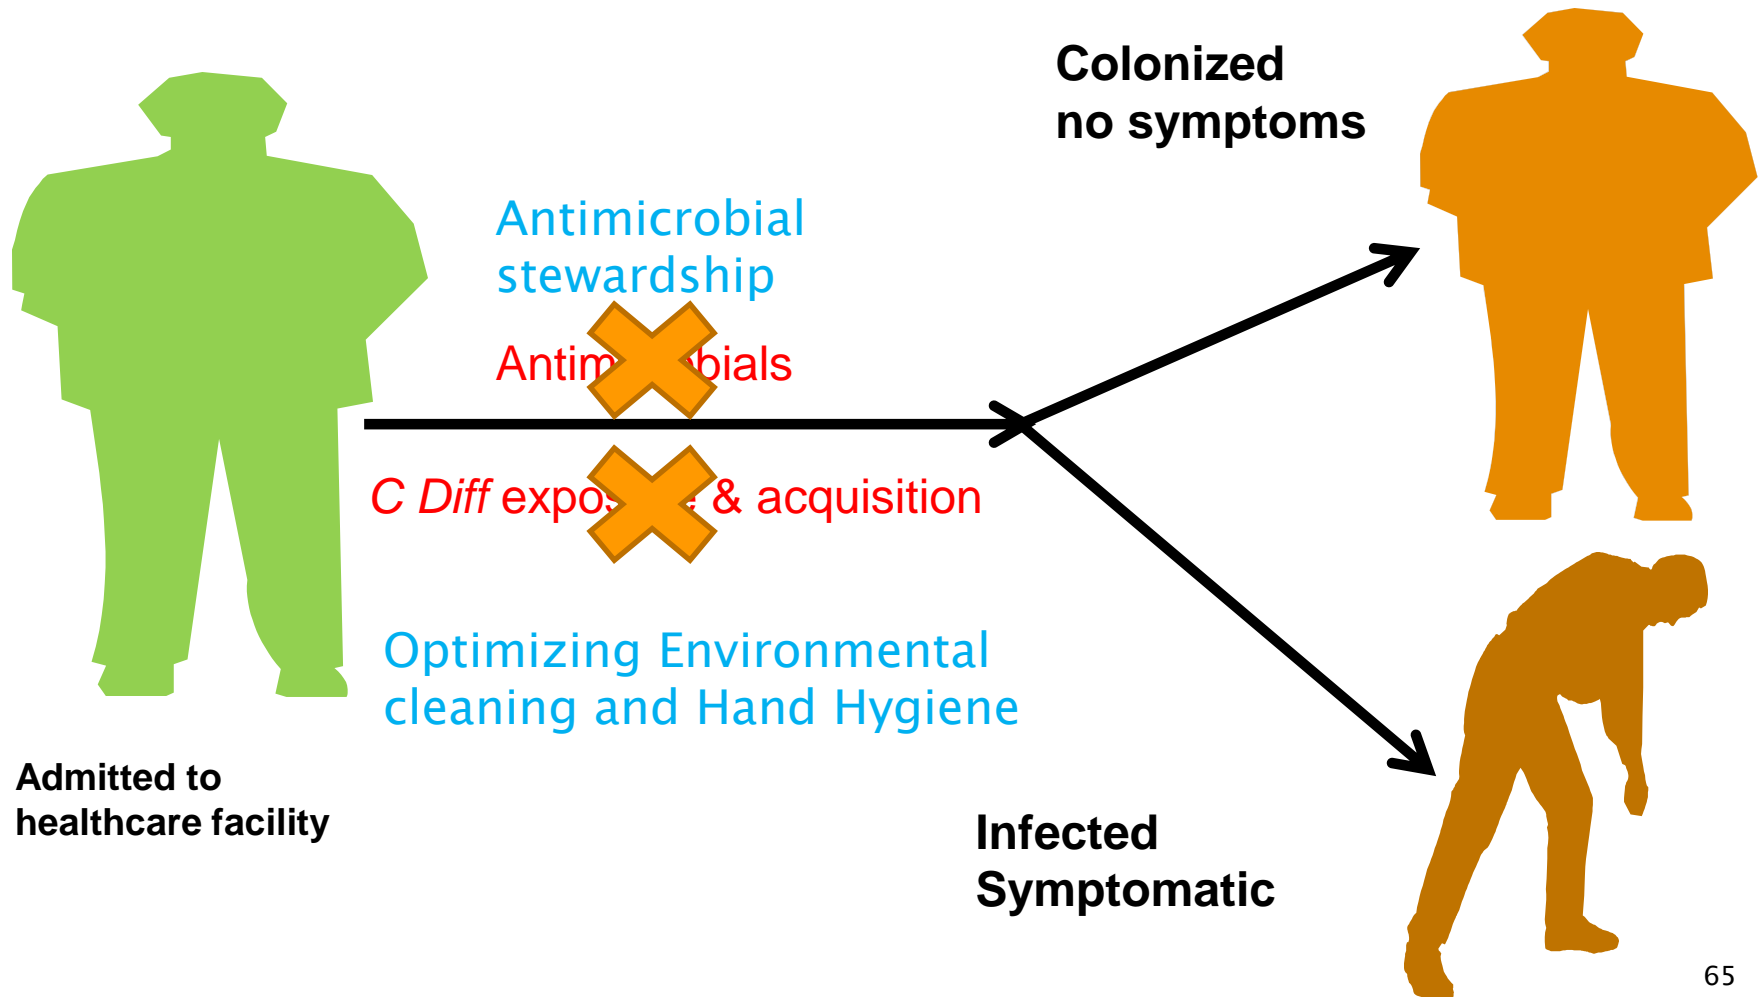 Colonized
no symptoms
Antimicrobial
stewardship
Antim bials
C Diff expos e & acquisition
Optimizing Environmental
cleaning and Hand Hygiene
Admitted to
healthcare facility
Infected
Symptomatic
65